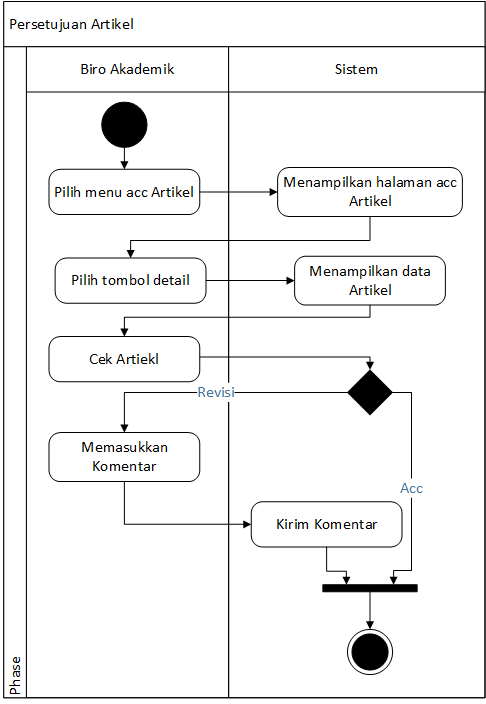 Persetujuan Artikel
Biro Akademik
Sistem
Pilih menu acc Artikel
Menampilkan halaman acc
Artikel
Pilih tombol detail
Menampilkan data
Artikel
Cek Artiekl
Revisi
Memasukkan
Komentar
Acc
Kirim Komentar
Phase